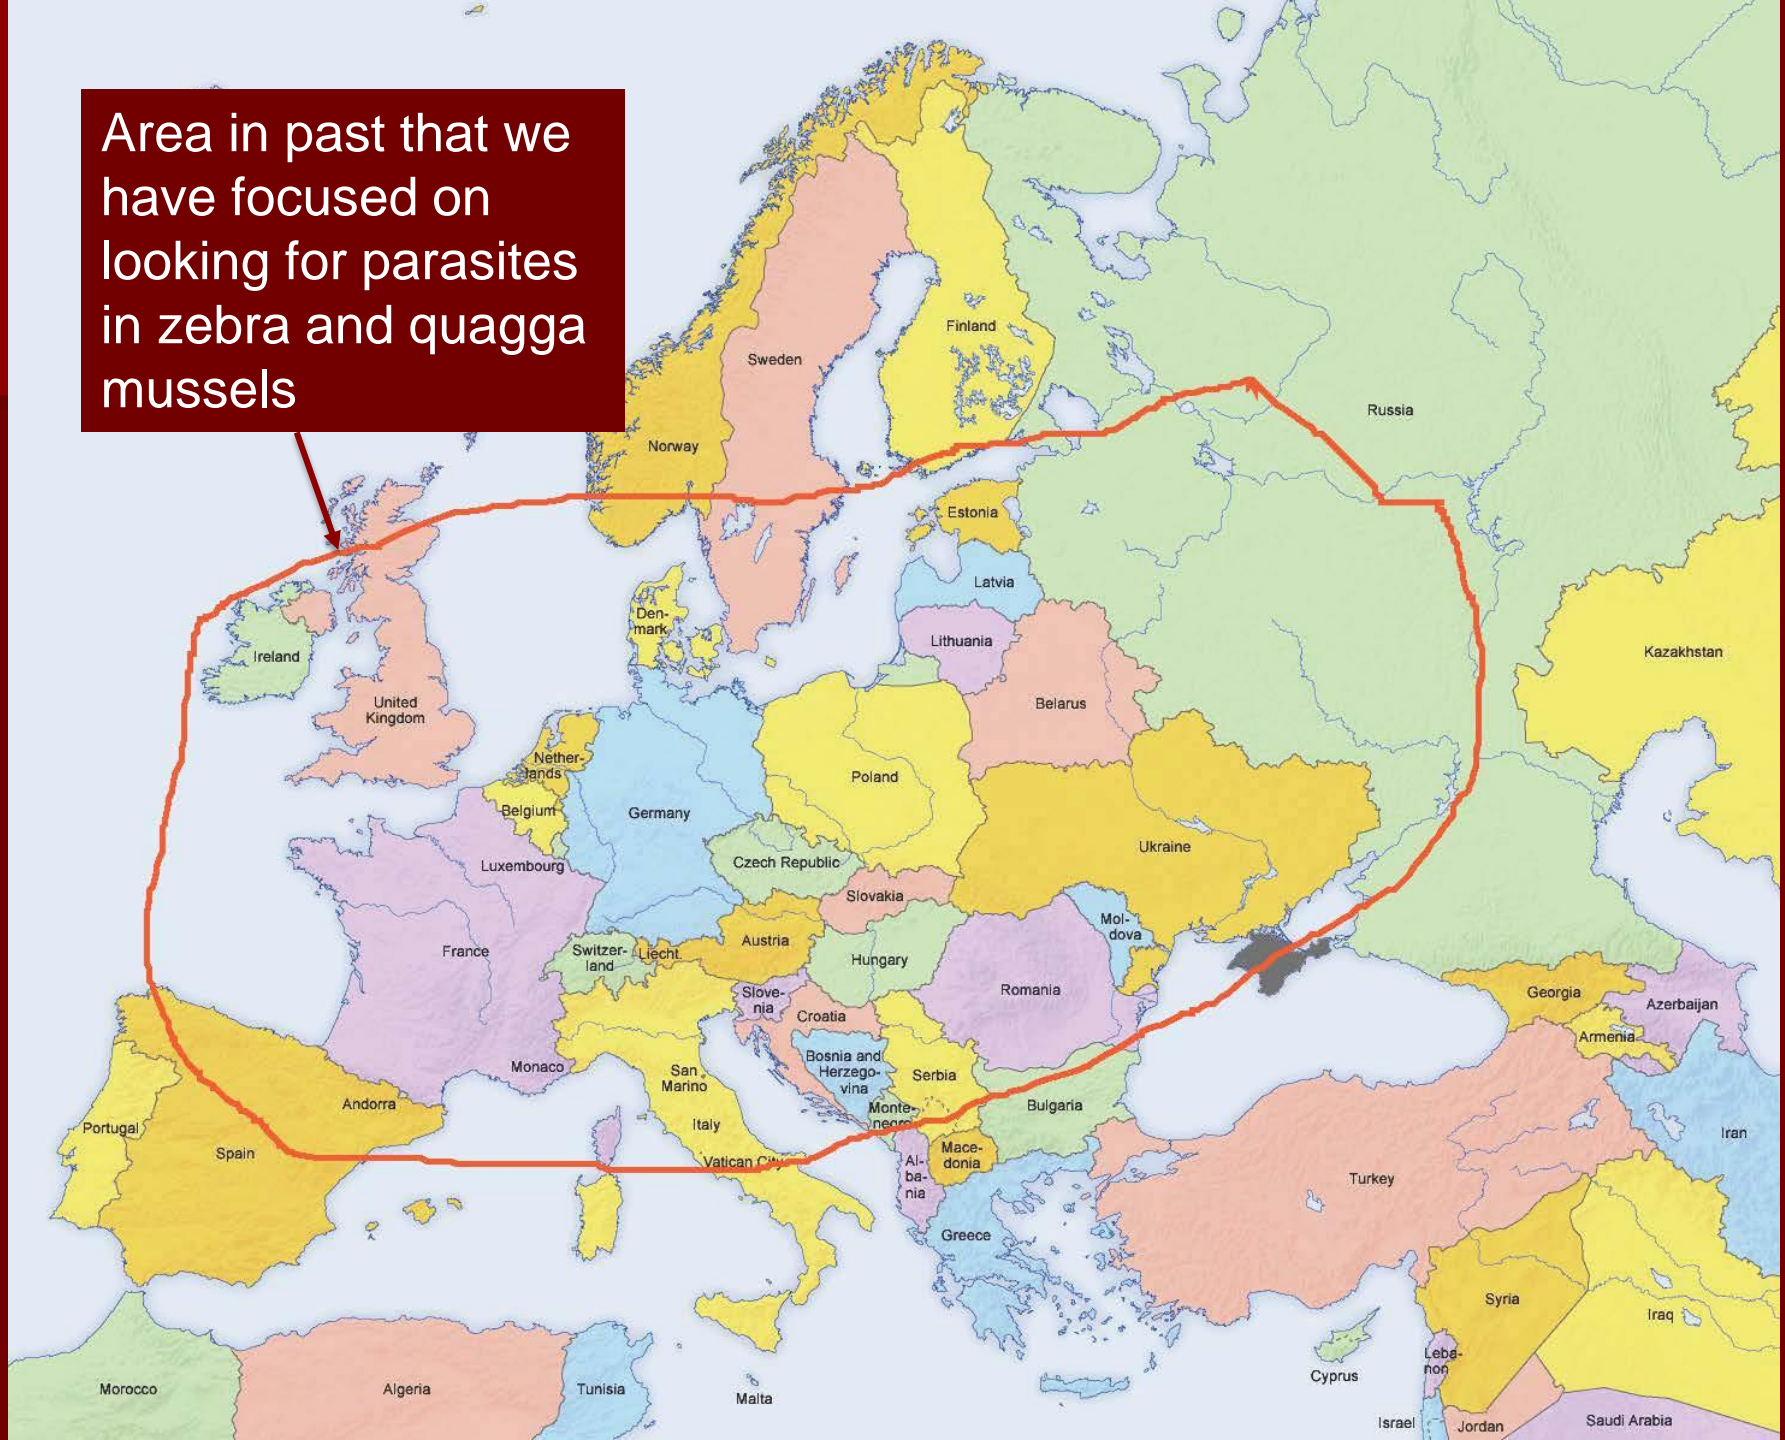 Area in past that we
have focused on
looking for parasites
in zebra and quagga
mussels
Finland
Sweden
Russia
Norway
Estonia
Latvia
Den-
mark
Lithuania
Ireland
Kazakhstan
United
Kingdom
Belarus
Nether-
lands
Poland
Belgium
Germany
Ukraine
Czech Republic
Luxembourg
Slovakia
Mol-
dova
Austria
France
Switzer-
land
Liecht.
Hungary
Romania
Slove-
nia
Georgia
Azerbaijan
Croatia
Armenia
Bosnia and
Herzego-
vina
Monaco
San
Marino
Serbia
Andorra
Monte-
negro
Bulgaria
Portugal
Italy
Iran
Spain
Vatican City
Mace-
donia
Al-
ba-
nia
Turkey
Greece
Syria
Iraq
Leba-
non
Morocco
Algeria
Tunisia
Malta
Cyprus
Israel
Jordan
Saudi Arabia